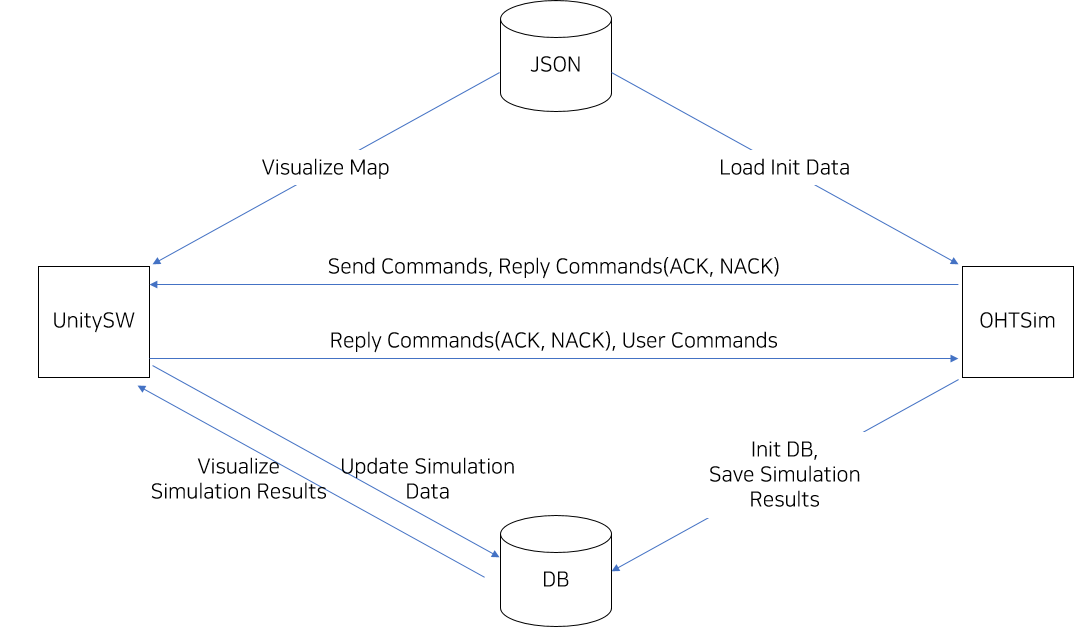 JSON
Visualize Map
Load Init Data
Send Commands, Reply Commands(ACK, NACK)
UnitySW
OHTSim
Reply Commands(ACK, NACK), User Commands
Visualize
Simulation Results
Update Simulation
Data
Init DB,
Save Simulation
Results
DB